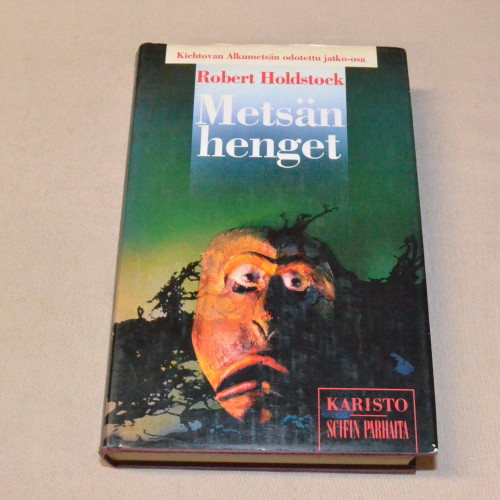 Kiehtovan Alkumetsän odotettu jatko-osa
Robert Holdstock
Metsän
henget
KARISTO
SCIFIN PARHAITA